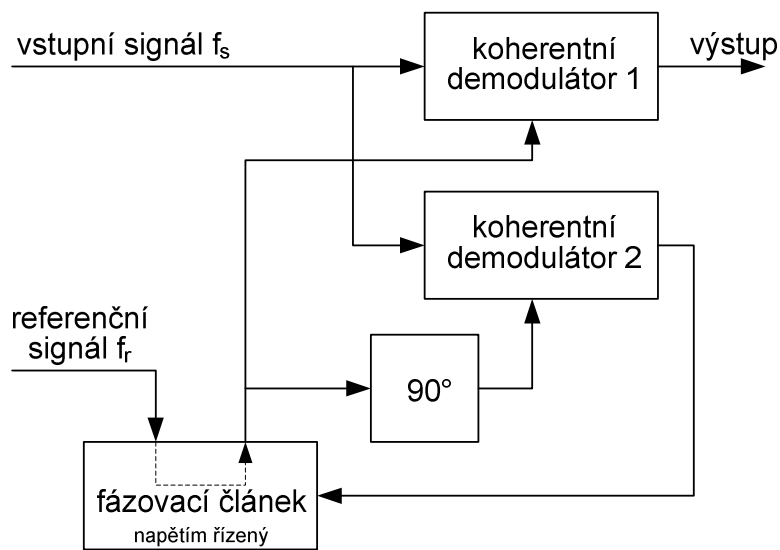 vstupní signál fs
koherentní
demodulátor 1
výstup
koherentní
demodulátor 2
referenční
signál fr
90°
fázovací článek
napětím řízený